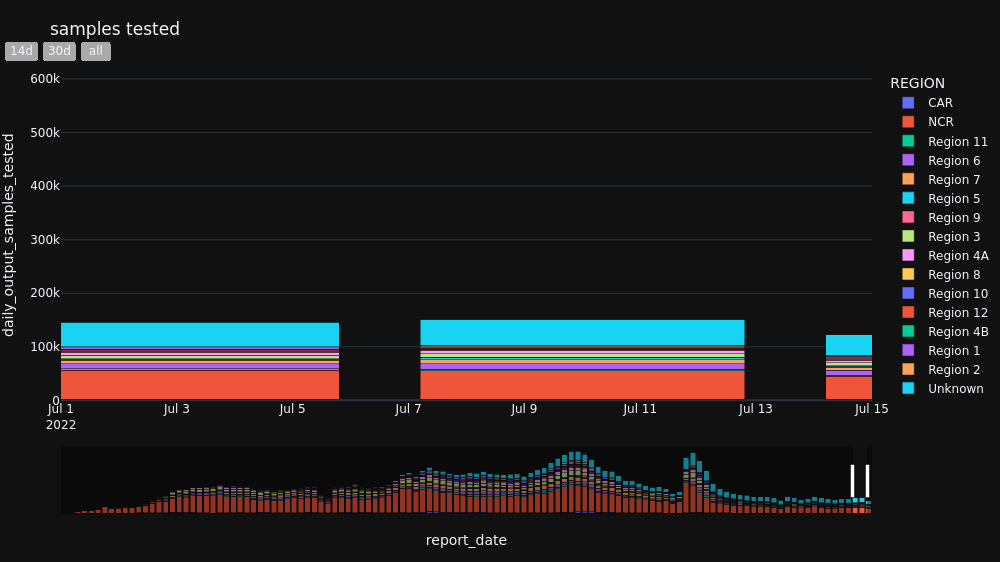 samples tested
14d 30d all
daily_output_samples_tested
600k
500k
400k
300k
200k
100k
0
Jul 1 Jul 3 Jul 5 Jul 7 Jul 9 Jul 11 Jul 13 Jul 15
2022
report_date
REGION
CAR
NCR
Region 11
Region 6
Region 7
Region 5
Region 9
Region 3
Region 4A
Region 8
Region 10
Region 12
Region 4B
Region 1
Region 2
Unknown